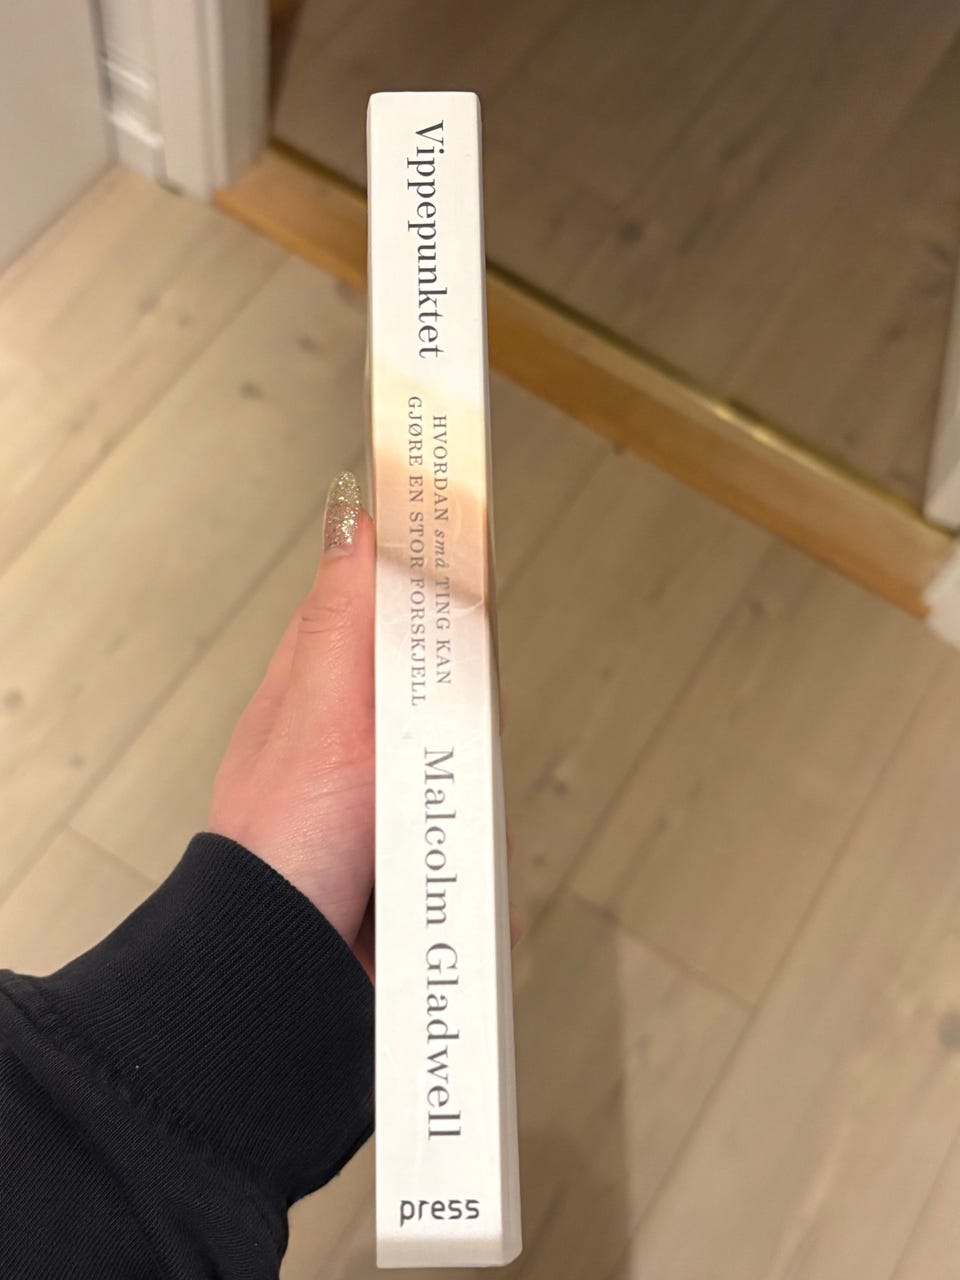 Vippepunktet
HVORDAN små TING KAN
GJØRE EN STOR FORSKJELL
Malcolm Gladwell
press